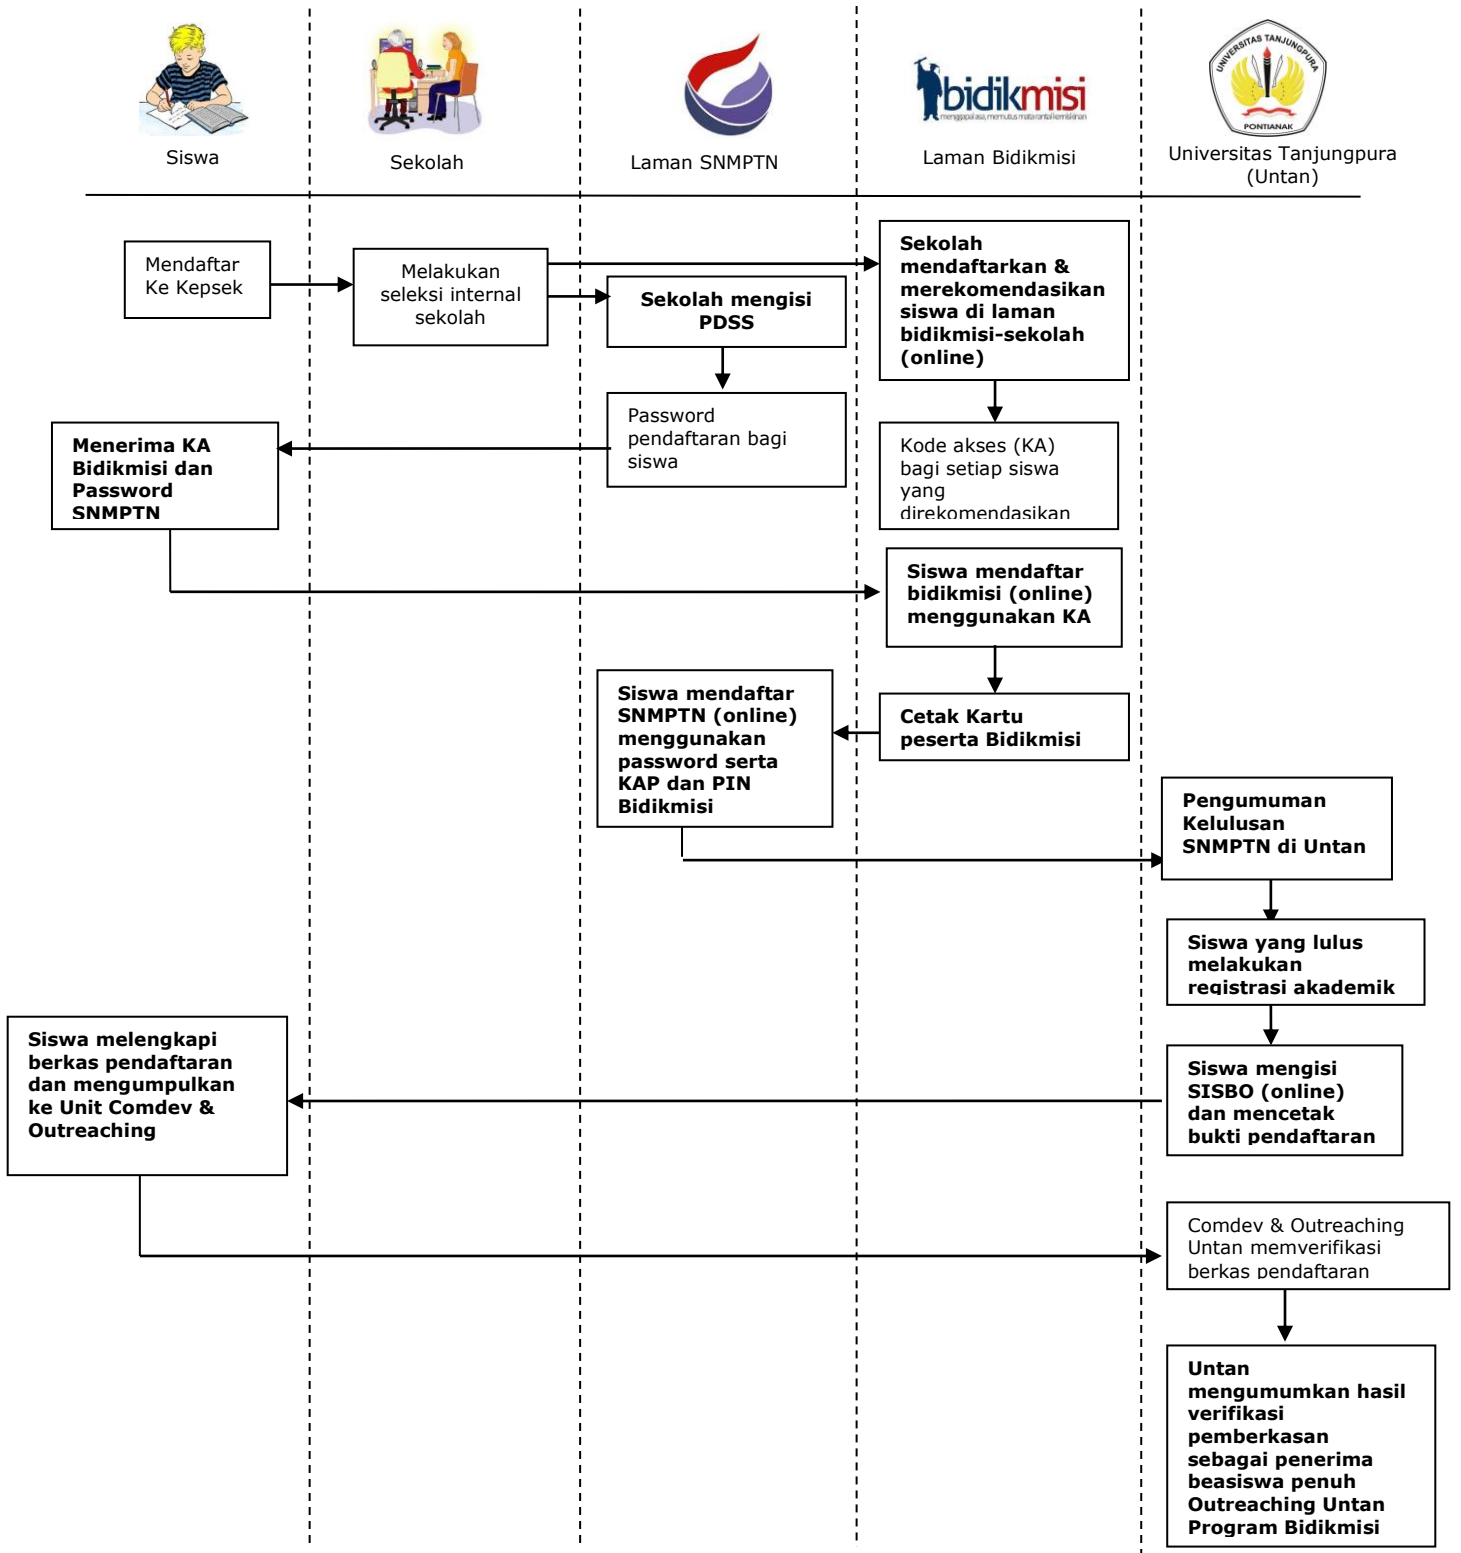 Siswa
Sekolah
Laman SNMPTN
bidikmisi
menggapai asa, memutus mata rantai kemiskinan
Laman Bidikmisi
UNIVERSITAS TANJUNGPURA
PONTIANAK
Universitas Tanjungpura
(Untan)
Mendaftar
Ke Kepsek
Melakukan
seleksi internal
sekolah
Sekolah mengisi
PDSS
Sekolah
mendaftarkan &
merekomendasikan
siswa di laman
bidikmisi-sekolah
(online)
Password
pendaftaran bagi
siswa
Kode akses (KA)
bagi setiap siswa
yang
direkomendasikan
Menerima KA
Bidikmisi dan
Password
SNMPTN
Siswa mendaftar
bidikmisi (online)
menggunakan KA
Cetak Kartu
peserta Bidikmisi
Siswa mendaftar
SNMPTN (online)
menggunakan
password serta
KAP dan PIN
Bidikmisi
Pengumuman
Kelulusan
SNMPTN di Untan
Siswa yang lulus
melakukan
registrasi akademik
Siswa mengisi
SISBO (online)
dan mencetak
bukti pendaftaran
Siswa melengkapi
berkas pendaftaran
dan mengumpulkan
ke Unit Comdev &
Outreaching
Comdev & Outreaching
Untan memverifikasi
berkas pendaftaran
Untan
mengumumkan hasil
verifikasi
pemberkasan
sebagai penerima
beasiswa penuh
Outreaching Untan
Program Bidikmisi